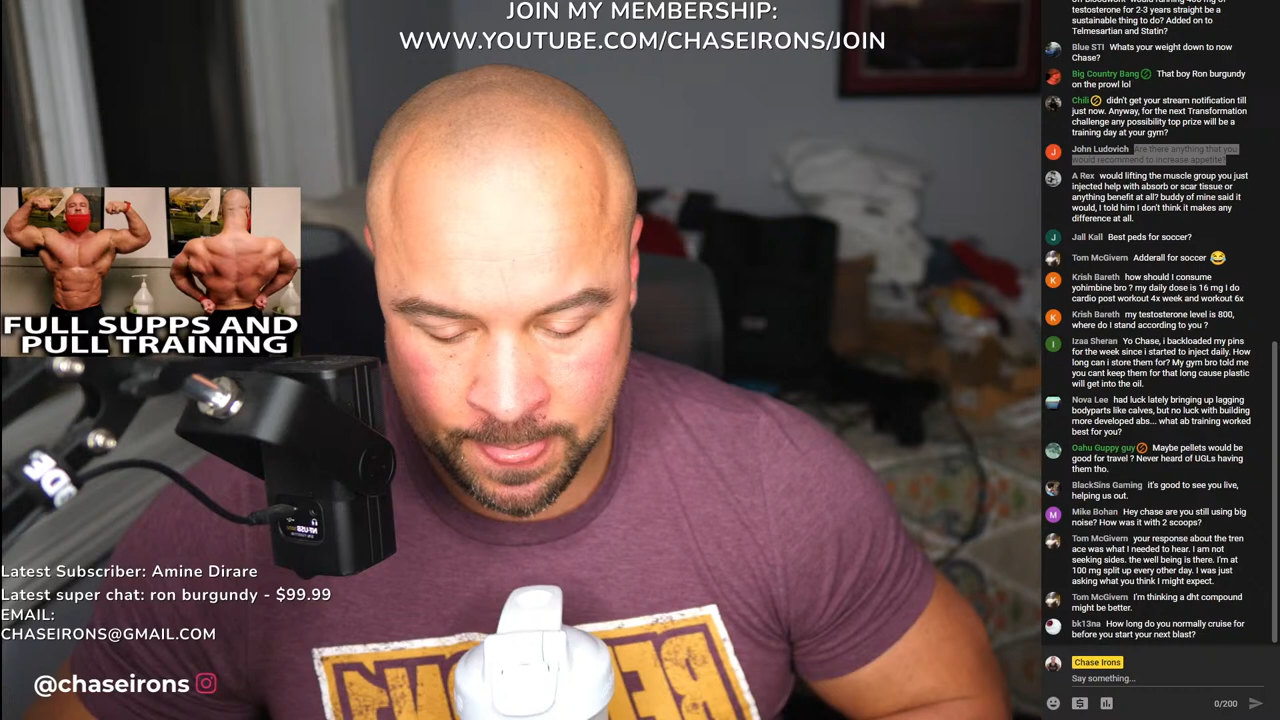 JOIN MY MEMBERSHIP:
WWW.YOUTUBE.COM/CHASEIRONS/JOIN
FULL SUPPS AND
PULL TRAINING
Latest Subscriber: Amine Dirare
Latest super chat: ron burgundy - $99.99
EMAIL:
CHASEIRONS@GMAIL.COM
@chaseirons
testosterone for 2-3 years straight be a
sustainable thing to do? Added on to
Telmesartian and Statin?
Blue STI Whats your weight down to now
Chase?
Big Country Bang That boy Ron burgundy
on the prowl lol
Chili didn't get your stream notification till
just now. Anyway, for the next Transformation
challenge any possibility top prize will be a
training day at your gym?
J
John Ludovich Are there anything that you
would recommend to increase appetite?
A Rex would lifting the muscle group you just
injected help with absorb or scar tissue or
anything benefit at all? buddy of mine said it
would, I told him I don't think it makes any
difference at all.
J
Jall Kall Best peds for soccer?
Tom McGivern Adderall for soccer 😂
K
Krish Bareth how should I consume
yohimbine bro ? my daily dose is 16 mg I do
cardio post workout 4x week and workout 6x
K
Krish Bareth my testosterone level is 800,
where do I stand according to you ?
I
Izaa Sheran Yo Chase, i backloaded my pins
for the week since i started to inject daily. How
long can i store them for? My gym bro told me
you cant keep them for that long cause plastic
will get into the oil.
Nova Lee had luck lately bringing up lagging
bodyparts like calves, but no luck with building
more developed abs... what ab training worked
best for you?
Oahu Guppy guy Maybe pellets would be
good for travel ? Never heard of UGLs having
them tho.
BlackSins Gaming it's good to see you live,
helping us out.
M
Mike Bohan Hey chase are you still using big
noise? How was it with 2 scoops?
Tom McGivern your response about the tren
ace was what I needed to hear. I am not
seeking sides. the well being is there. I'm at
100 mg split up every other day. I was just
asking what you think I might expect.
Tom McGivern I'm thinking a dht compound
might be better.
bk13na How long do you normally cruise for
before you start your next blast?
Chase Irons
Say something...
0/200